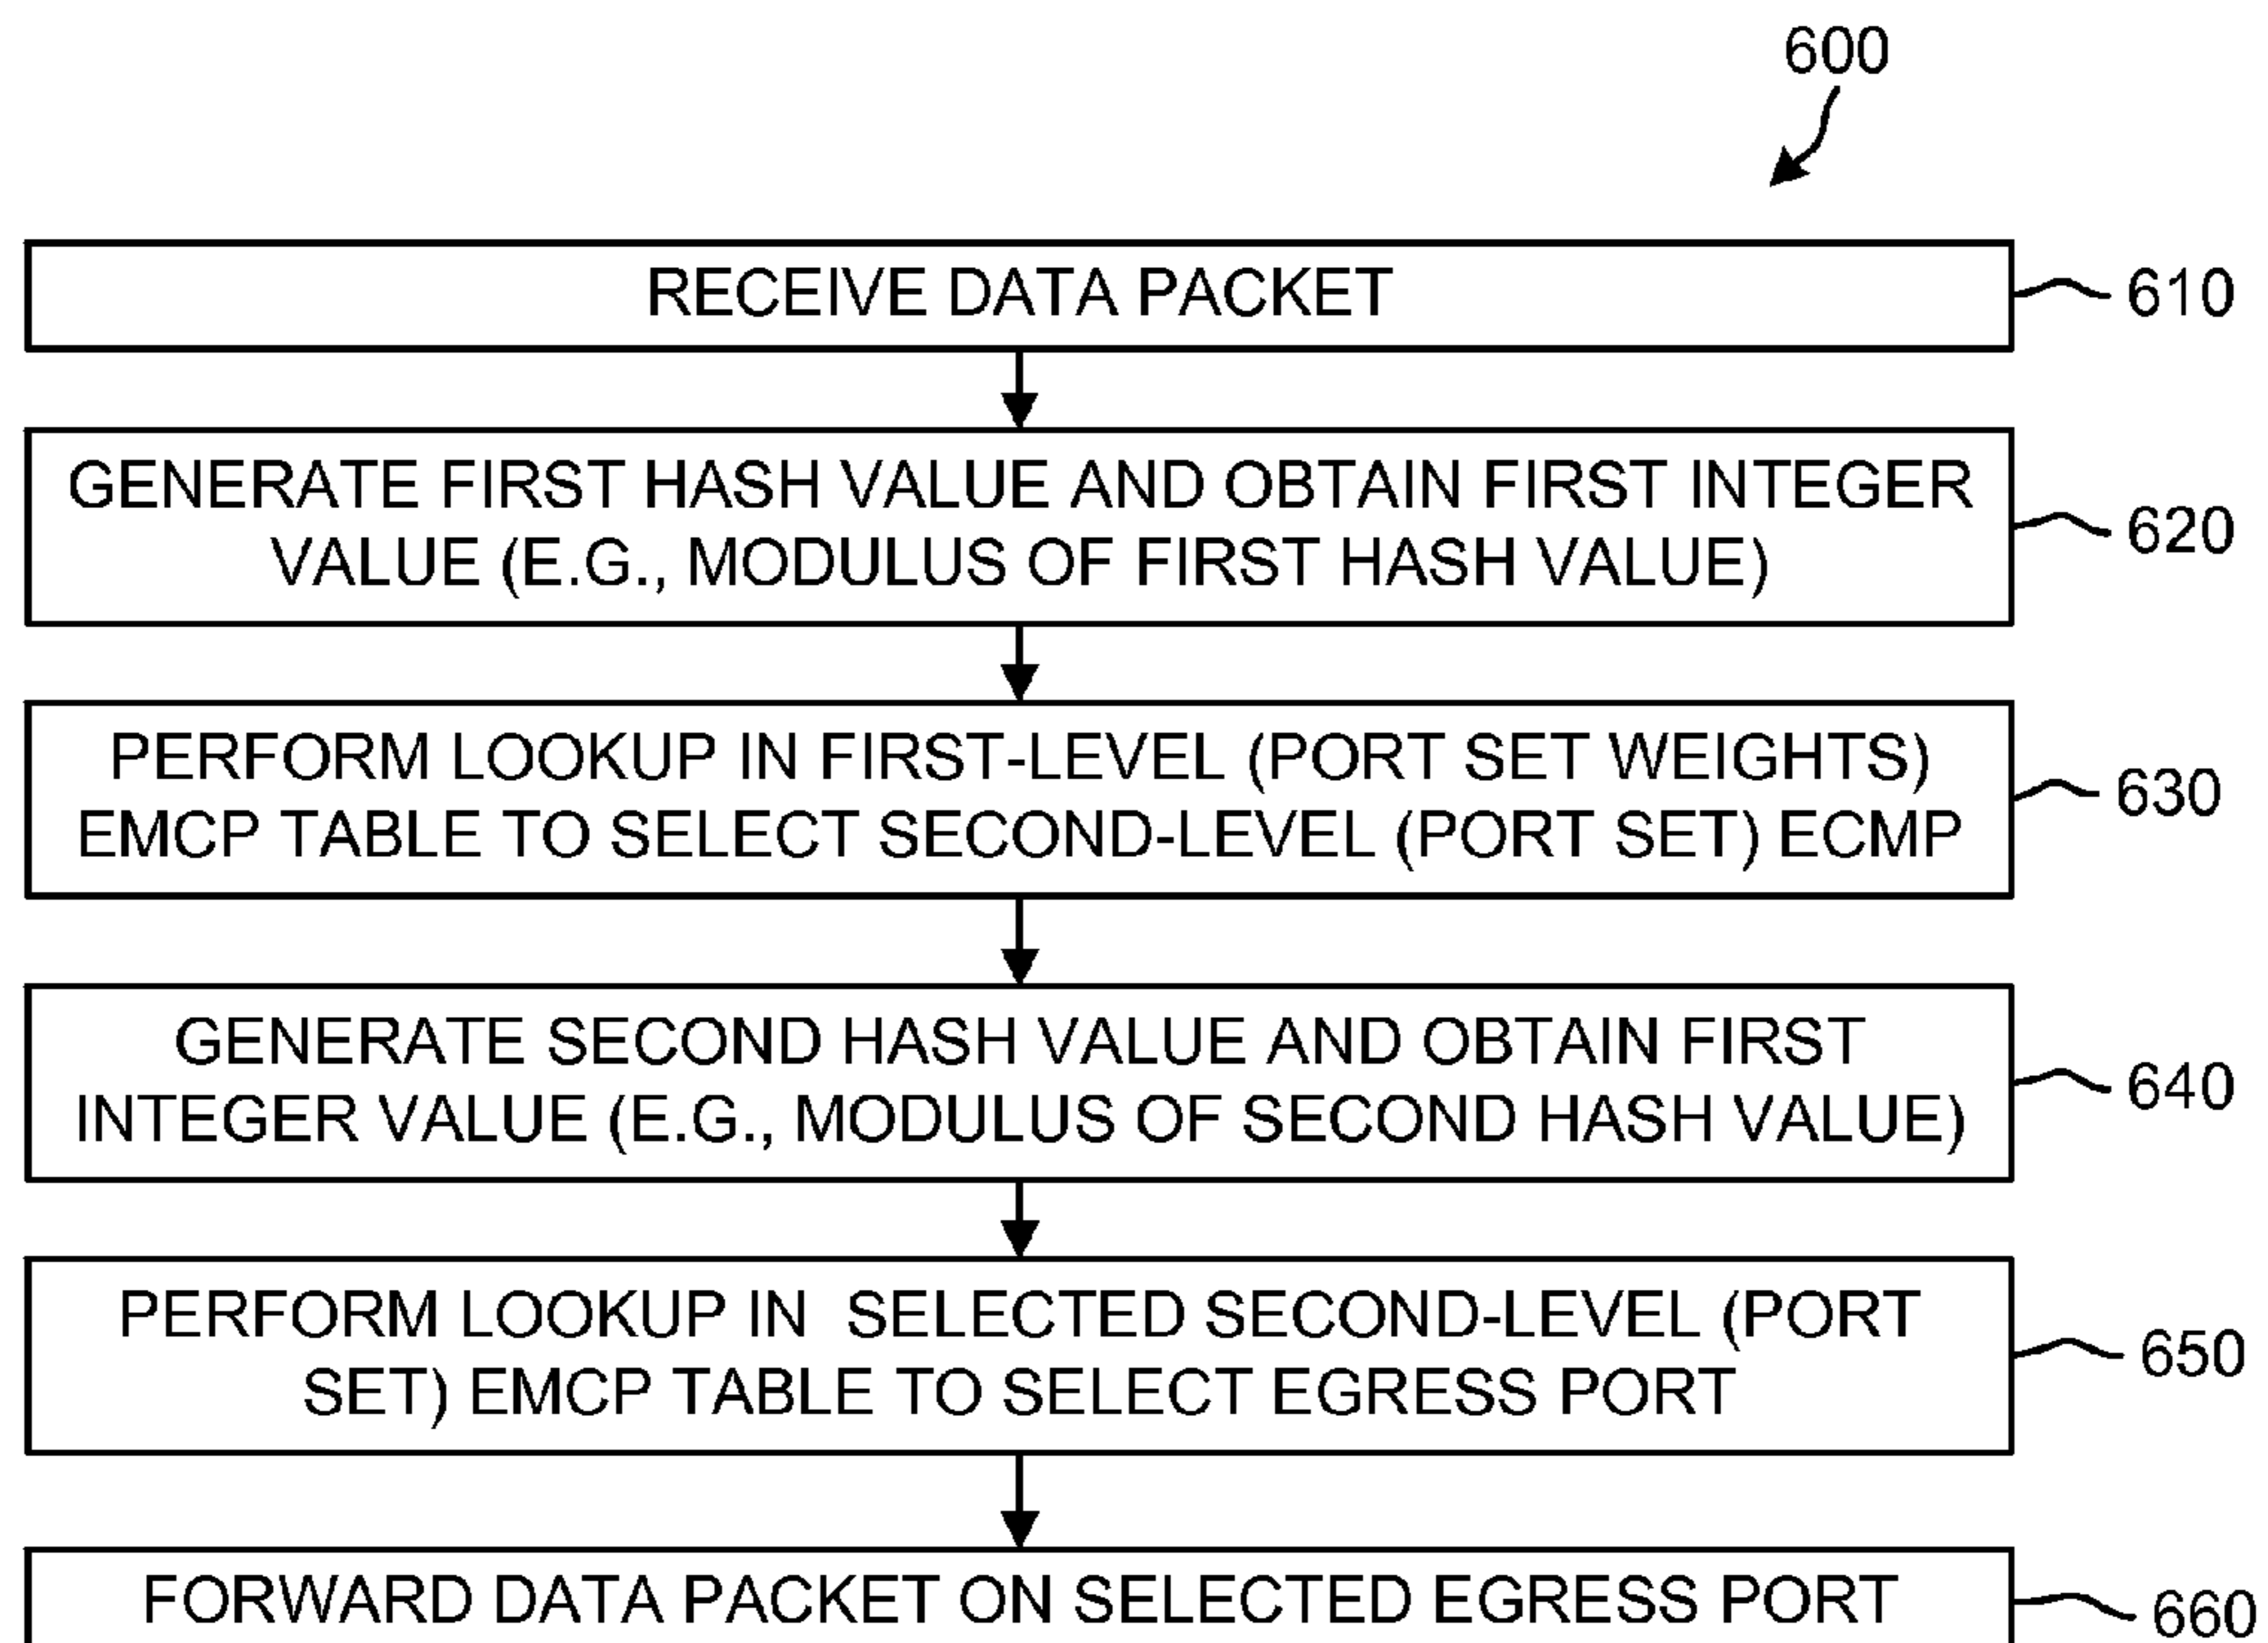 600
RECEIVE DATA PACKET
610
GENERATE FIRST HASH VALUE AND OBTAIN FIRST INTEGER
VALUE (E.G., MODULUS OF FIRST HASH VALUE)
620
PERFORM LOOKUP IN FIRST-LEVEL (PORT SET WEIGHTS)
EMCP TABLE TO SELECT SECOND-LEVEL (PORT SET) ECMP
630
GENERATE SECOND HASH VALUE AND OBTAIN FIRST
INTEGER VALUE (E.G., MODULUS OF SECOND HASH VALUE)
640
PERFORM LOOKUP IN SELECTED SECOND-LEVEL (PORT
SET) EMCP TABLE TO SELECT EGRESS PORT
650
FORWARD DATA PACKET ON SELECTED EGRESS PORT
660